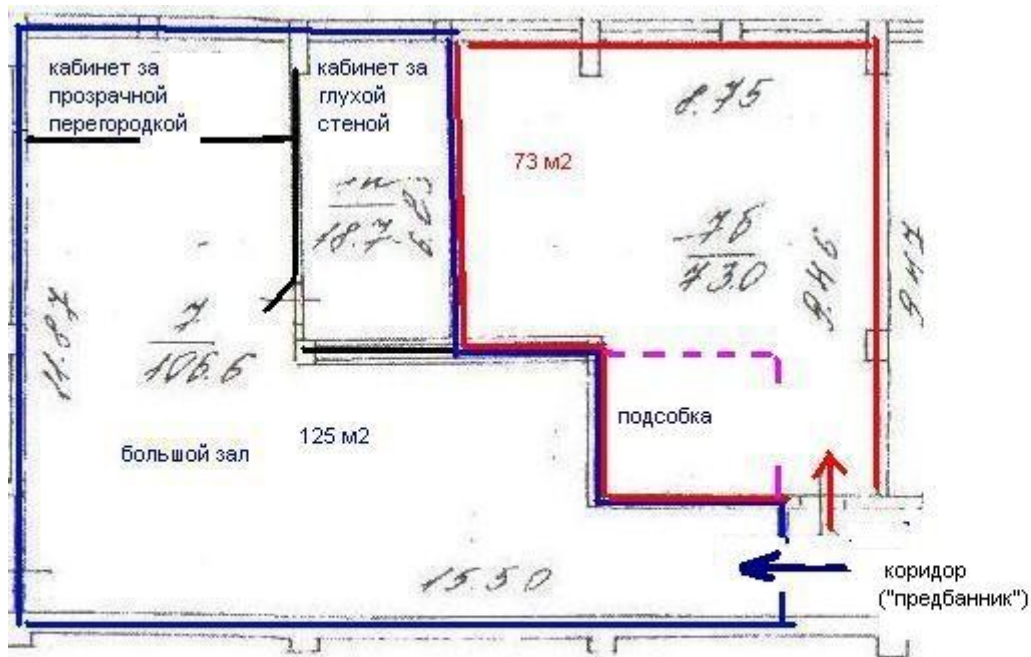 кабинет за
прозрачной
перегородкой
кабинет за
глухой
стеной
8.75
73 м2
18.7
76
73.0
9.46
9.47
11.87
7
106.6
125 м2
большой зал
подсобка
15.50
коридор
("предбанник")